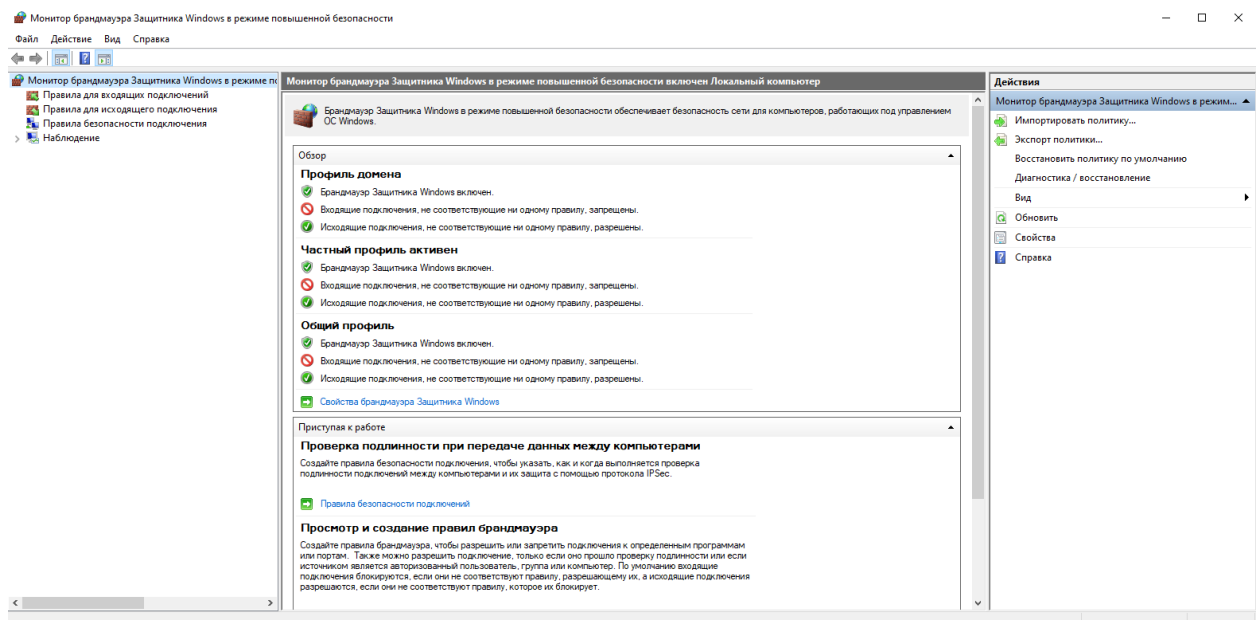 Монитор брандмауэра Защитника Windows в режиме повышенной безопасности
Файл Действие Вид Справка
Монитор брандмауэра Защитника Windows в режиме по
Правила для входящих подключений
Правила для исходящего подключения
Правила безопасности подключения
Наблюдение
Монитор брандмауэра Защитника Windows в режиме повышенной безопасности включен Локальный компьютер
Брандмауэр Защитника Windows в режиме повышенной безопасности обеспечивает безопасность сети для компьютеров, работающих под управлением
ОС Windows.
Обзор
Профиль домена
Брандмауэр Защитника Windows включен.
Входящие подключения, не соответствующие ни одному правилу, запрещены.
Исходящие подключения, не соответствующие ни одному правилу, разрешены.
Частный профиль активен
Брандмауэр Защитника Windows включен.
Входящие подключения, не соответствующие ни одному правилу, запрещены.
Исходящие подключения, не соответствующие ни одному правилу, разрешены.
Общий профиль
Брандмауэр Защитника Windows включен.
Входящие подключения, не соответствующие ни одному правилу, запрещены.
Исходящие подключения, не соответствующие ни одному правилу, разрешены.
Свойства брандмауэра Защитника Windows
Приступая к работе
Проверка подлинности при передаче данных между компьютерами
Создайте правила безопасности подключения, чтобы указать, как и когда выполняется проверка
подлинности подключений между компьютерами и их защита с помощью протокола IPSec.
Правила безопасности подключений
Просмотр и создание правил брандмауэра
Создайте правила брандмауэра, чтобы разрешить или запретить подключения к определенным программам
или портам. Также можно разрешить подключение, только если оно прошло проверку подлинности или если
источником является авторизованный пользователь, группа или компьютер. По умолчанию входящие
подключения блокируются, если они не соответствуют правилу, разрешающему их, а исходящие подключения
разрешаются, если они не соответствуют правилу, которое их блокирует.
Действия
Монитор брандмауэра Защитника Windows в режим...
Импортировать политику...
Экспорт политики...
Восстановить политику по умолчанию
Диагностика / восстановление
Вид
Обновить
Свойства
Справка